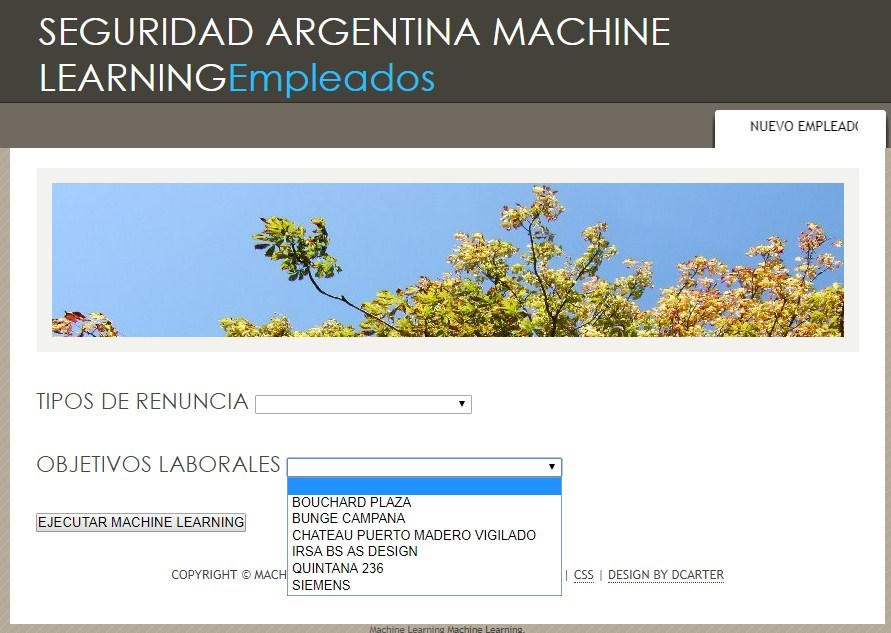 SEGURIDAD ARGENTINA MACHINE
LEARNINGEmpleados
NUEVO EMPLEADO
TIPOS DE RENUNCIA
OBJETIVOS LABORALES
BOUCHARD PLAZA
BUNGE CAMPANA
CHATEAU PUERTO MADERO VIGILADO
IRSA BS AS DESIGN
QUINTANA 236
SIEMENS
EJECUTAR MACHINE LEARNING
COPYRIGHT © MACH | CSS | DESIGN BY DCARTER
Machine Learning Machine Learning.